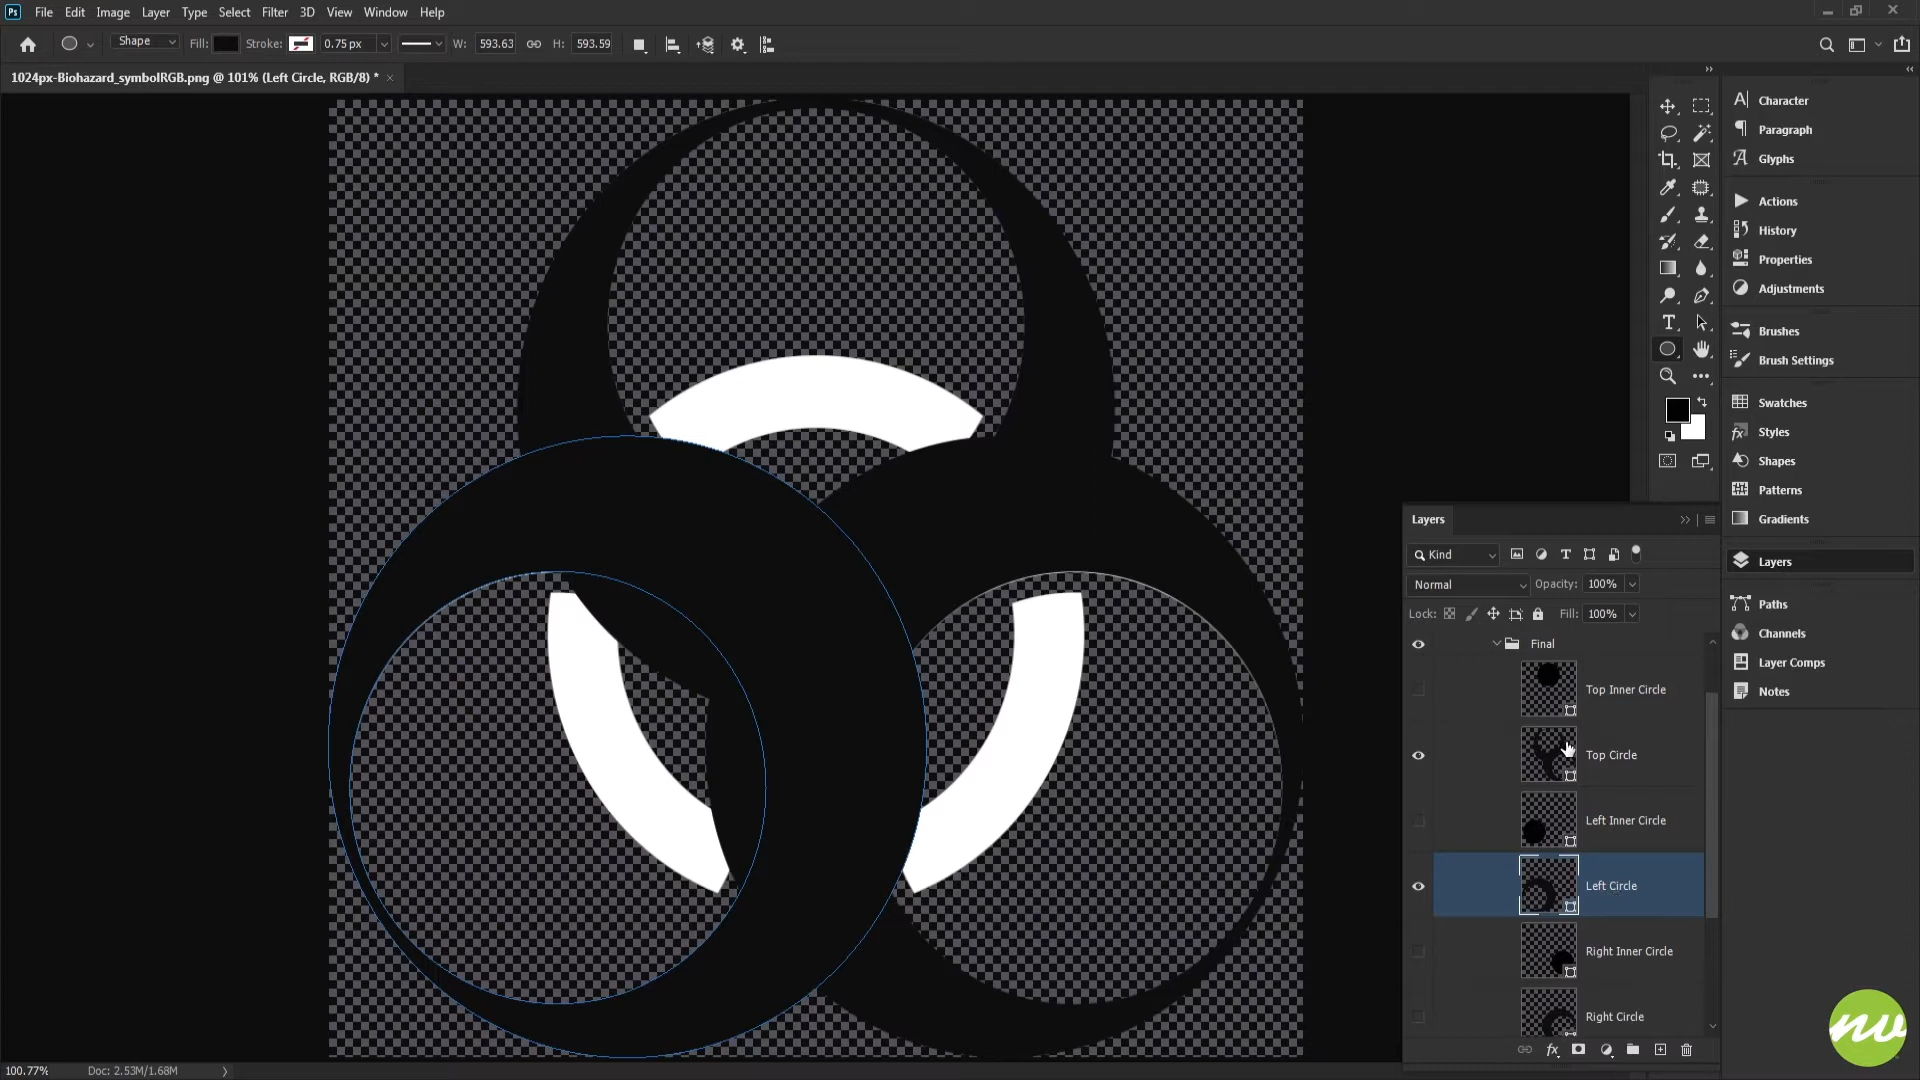 Ps File Edit Image Layer Type Select Filter 3D View Window Help
Shape Fill: Stroke: 0.75 px W: 593.63 H: 593.59
1024px-Biohazard_symbolRGB.png @ 101% (Left Circle, RGB/8) *
Character
Paragraph
Glyphs
Actions
History
Properties
Adjustments
Brushes
Brush Settings
Swatches
Styles
Shapes
Patterns
Gradients
Layers
Paths
Channels
Layer Comps
Notes
Layers
Kind
Normal Opacity: 100%
Lock: Fill: 100%
Final
Top Inner Circle
Top Circle
Left Inner Circle
Left Circle
Right Inner Circle
Right Circle
nv
100.77% Doc: 2.53M/1.68M